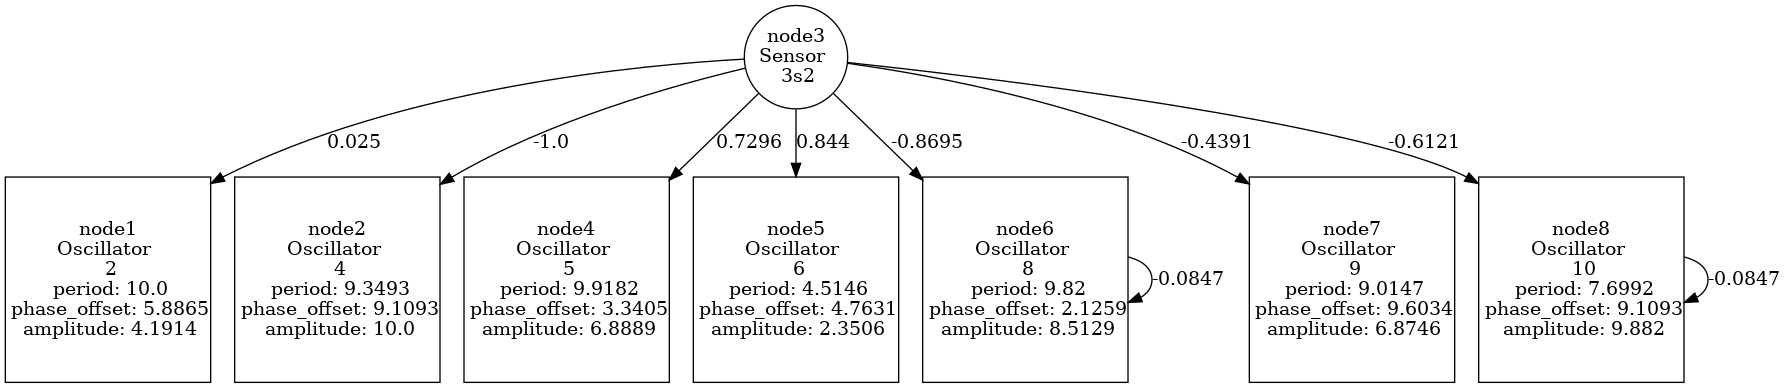 node3
Sensor
3s2
0.025
-1.0
0.7296
0.844
-0.8695
-0.4391
-0.6121
node1
Oscillator
2
period: 10.0
phase_offset: 5.8865
amplitude: 4.1914
node2
Oscillator
4
period: 9.3493
phase_offset: 9.1093
amplitude: 10.0
node4
Oscillator
5
period: 9.9182
phase_offset: 3.3405
amplitude: 6.8889
node5
Oscillator
6
period: 4.5146
phase_offset: 4.7631
amplitude: 2.3506
node6
Oscillator
8
period: 9.82
phase_offset: 2.1259
amplitude: 8.5129
-0.0847
node7
Oscillator
9
period: 9.0147
phase_offset: 9.6034
amplitude: 6.8746
node8
Oscillator
10
period: 7.6992
phase_offset: 9.1093
amplitude: 9.882
-0.0847